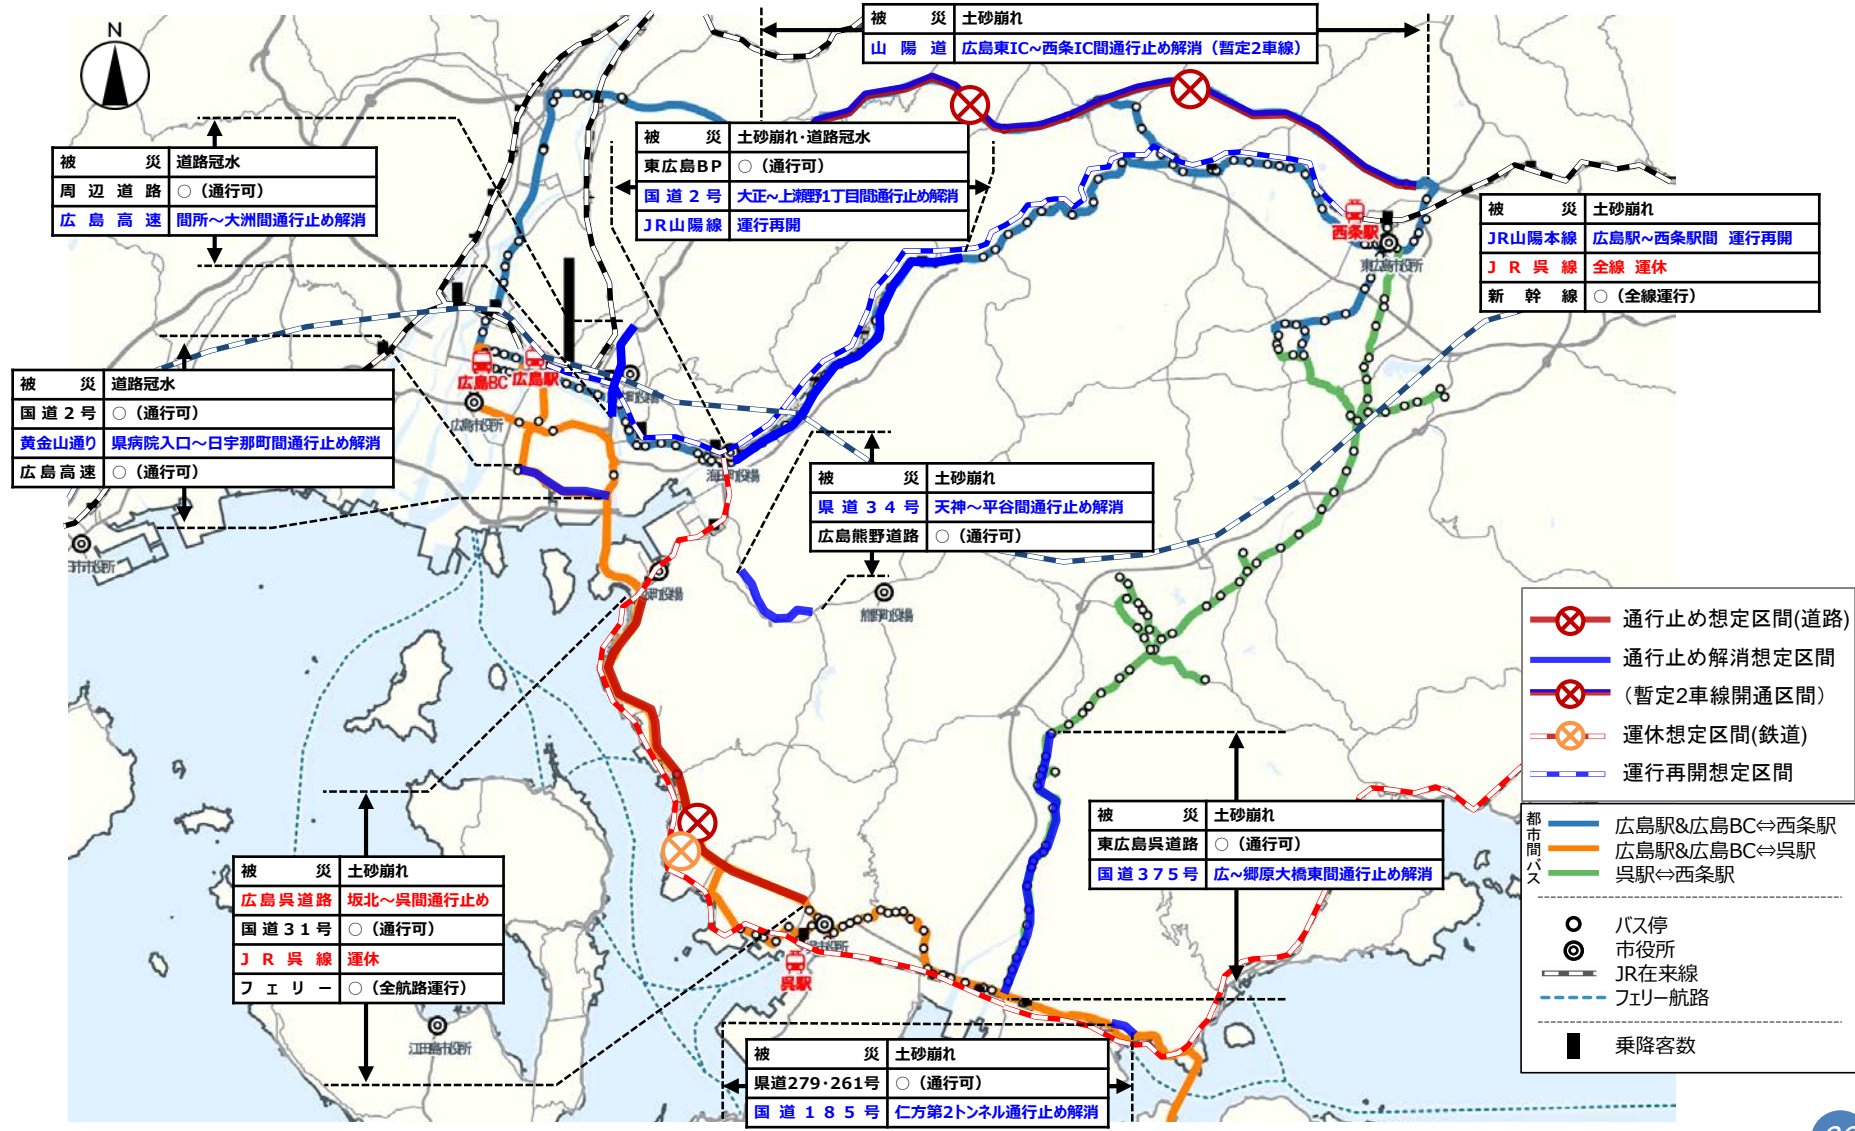 N
被災 土砂崩れ
山陽道 広島東IC~西条IC間通行止め解消（暫定2車線）
被災 土砂崩れ･道路冠水
東広島BP ○（通行可）
国道２号 大正~上瀬野1丁目間通行止め解消
JR山陽線 運行再開
被災 道路冠水
周辺道路 ○（通行可）
広島高速 間所～大洲間通行止め解消
被災 土砂崩れ
JR山陽本線 広島駅~西条駅間 運行再開
ＪＲ呉線 全線 運休
新幹線 ○（全線運行）
西条駅
東広島市役所
被災 道路冠水
国道２号 ○（通行可）
黄金山通り 県病院入口～日宇那町間通行止め解消
広島高速 ○（通行可）
広島BC
広島駅
広島市役所
海田町役場
被災 土砂崩れ
県道３４号 天神～平谷間通行止め解消
広島熊野道路 ○（通行可）
熊野町役場
通行止め想定区間(道路)
通行止め解消想定区間
（暫定2車線開通区間）
運休想定区間(鉄道)
運行再開想定区間
被災 土砂崩れ
東広島呉道路 ○（通行可）
国道３７５号 広~郷原大橋東間通行止め解消
都市間バス
広島駅&広島BC⇔西条駅
広島駅&広島BC⇔呉駅
呉駅⇔西条駅
バス停
市役所
JR在来線
フェリー航路
乗降客数
被災 土砂崩れ
広島呉道路 坂北～呉間通行止め
国道３１号 ○（通行可）
ＪＲ呉線 運休
フェリー ○（全航路運行）
呉駅
江田島市役所
被災 土砂崩れ
県道279･261号 ○（通行可）
国道１８５号 仁方第2トンネル通行止め解消